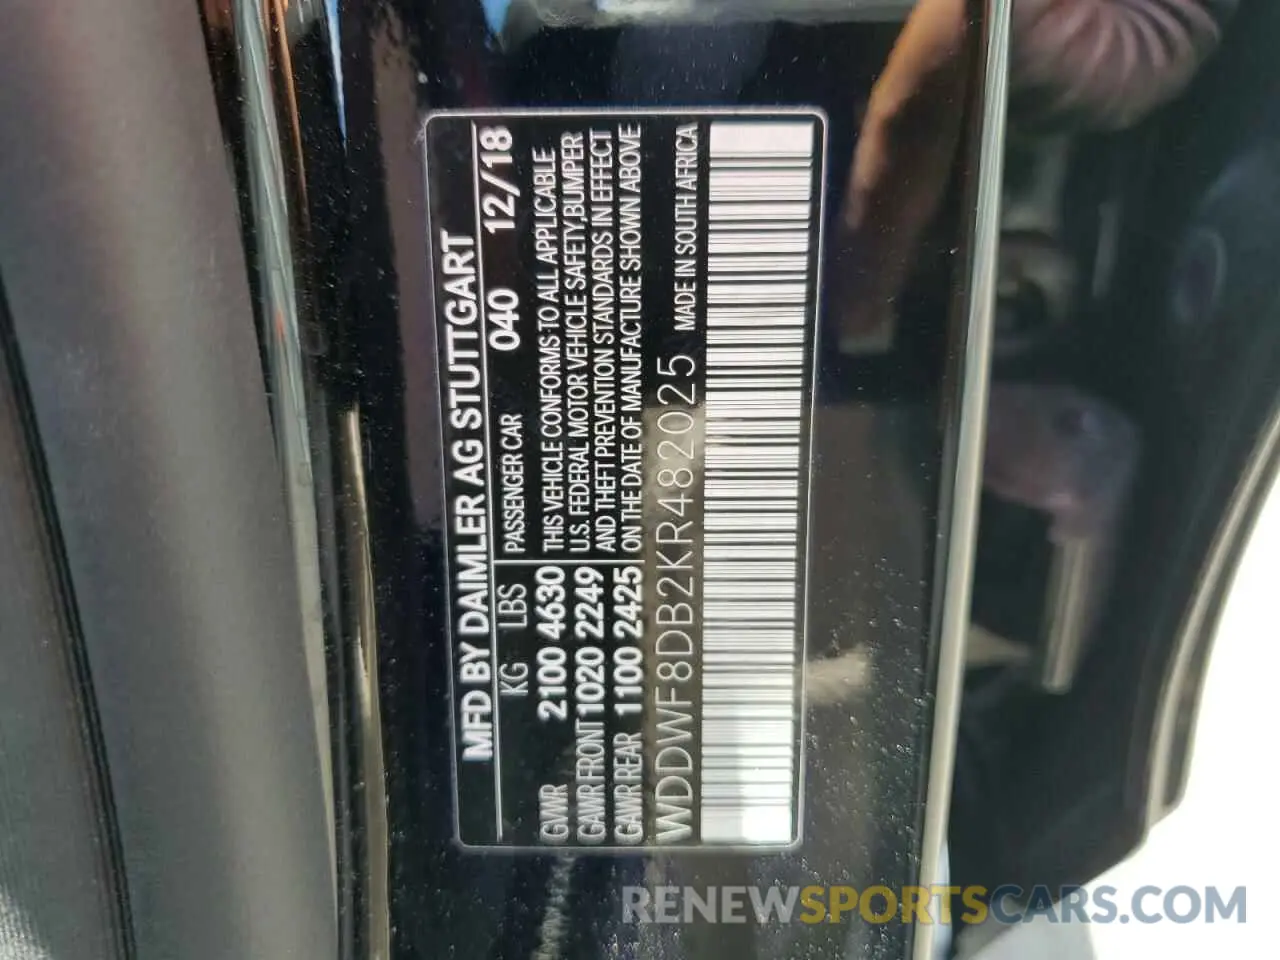 MFD BY DAIMLER AG STUTTGART
KG LBS PASSENGER CAR 040 12/18
GVWR 2100 4630 THIS VEHICLE CONFORMS TO ALL APPLICABLE
GAWR FRONT 1020 2249 U.S. FEDERAL MOTOR VEHICLE SAFETY,BUMPER
AND THEFT PREVENTION STANDARDS IN EFFECT
GAWR REAR 1100 2425 ON THE DATE OF MANUFACTURE SHOWN ABOVE
WDDWF8DB2KR482025 MADE IN SOUTH AFRICA
RENEWSPORTSCARS.COM